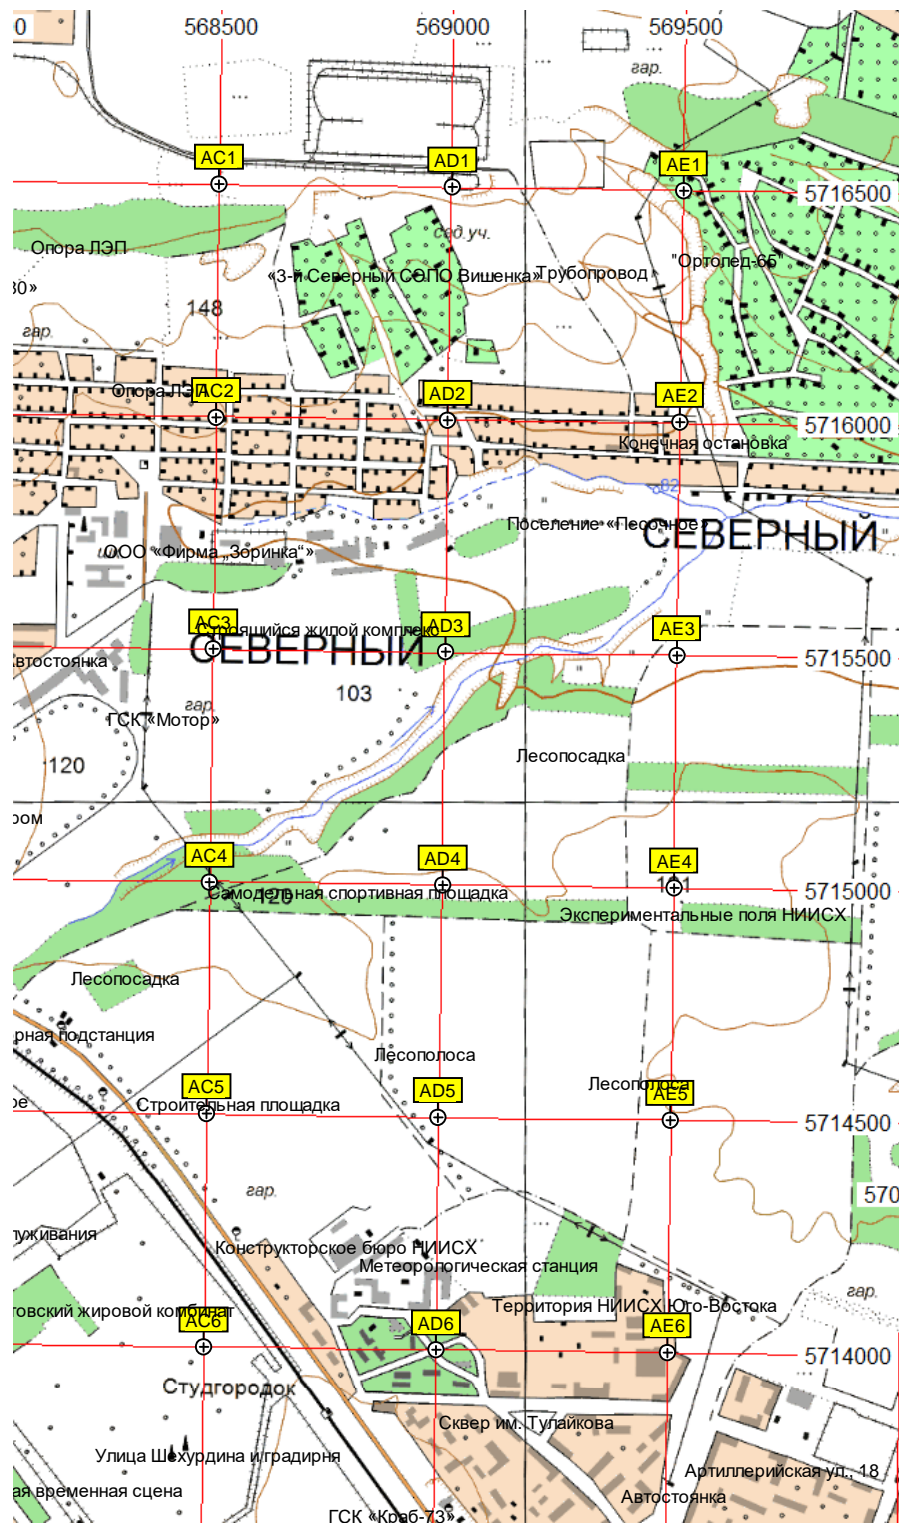 0
568500
569000
569500
гар.
AC1
AD1
AE1
5716500
Опора ЛЭП
сад.уч.
"Ортолед-65"
«3-й Северный СЭПО Вишенка»
Трубопровод
30»
148
гар.
Опора ЛЭП
AC2
AD2
AE2
5716000
Конечная остановка
82
Поселение «Песочное»
СЕВЕРНЫЙ
ООО «Фирма „Зоринка“»
AC3
AD3
AE3
Строящийся жилой комплекс
СЕВЕРНЫЙ
5715500
втостоянка
103
гар.
ГСК «Мотор»
Лесопосадка
120
ром
AC4
AD4
AE4
5715000
120
Самодельная спортивная площадка
Экспериментальные поля НИИСХ
Лесопосадка
рная подстанция
Лесополоса
AC5
AD5
Лесополоса
AE5
ое
Строительная площадка
5714500
гар.
570
луживания
Конструкторское бюро НИИСХ
Метеорологическая станция
гар.
товский жировой комбинат
Территория НИИСХ Юго-Востока
AC6
AD6
AE6
5714000
Студгородок
Сквер им. Тулайкова
Улица Шехурдина и градирня
Артиллерийская ул., 18
ая временная сцена
Автостоянка
ГСК «Краб-73»